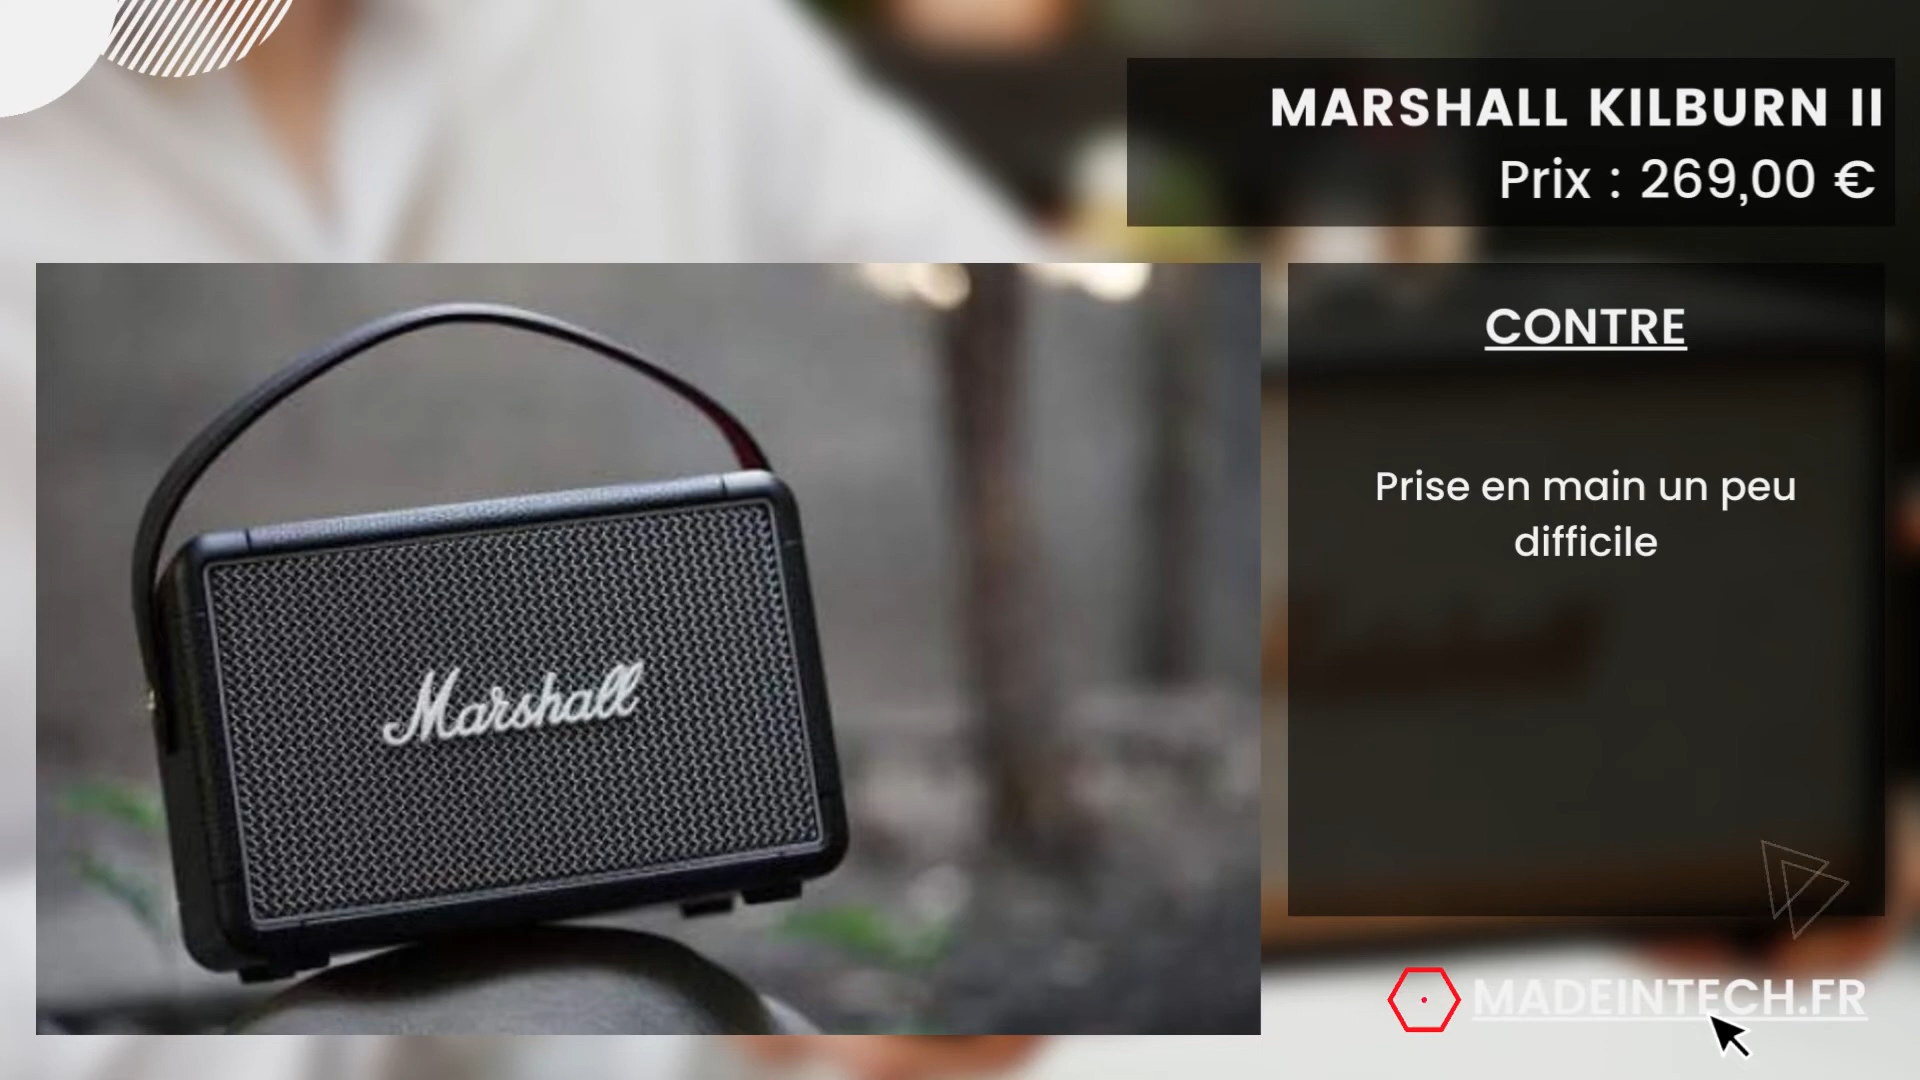 MARSHALL KILBURN II
Prix : 269,00 €
CONTRE
Prise en main un peu
difficile
Marshall
MADEINTECH.FR